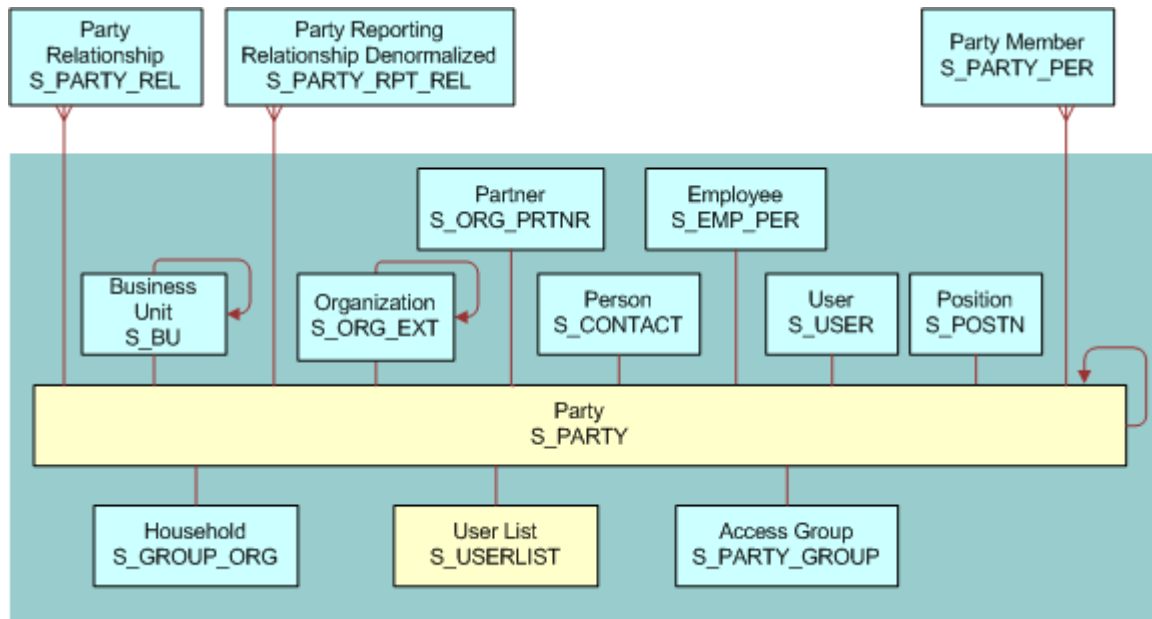 Party
Relationship
S_PARTY_REL
Party Reporting
Relationship Denormalized
S_PARTY_RPT_REL
Party Member
S_PARTY_PER
Partner
S_ORG_PRTNR
Employee
S_EMP_PER
Business
Unit
S_BU
Organization
S_ORG_EXT
Person
S_CONTACT
User
S_USER
Position
S_POSTN
Party
S_PARTY
Household
S_GROUP_ORG
User List
S_USERLIST
Access Group
S_PARTY_GROUP